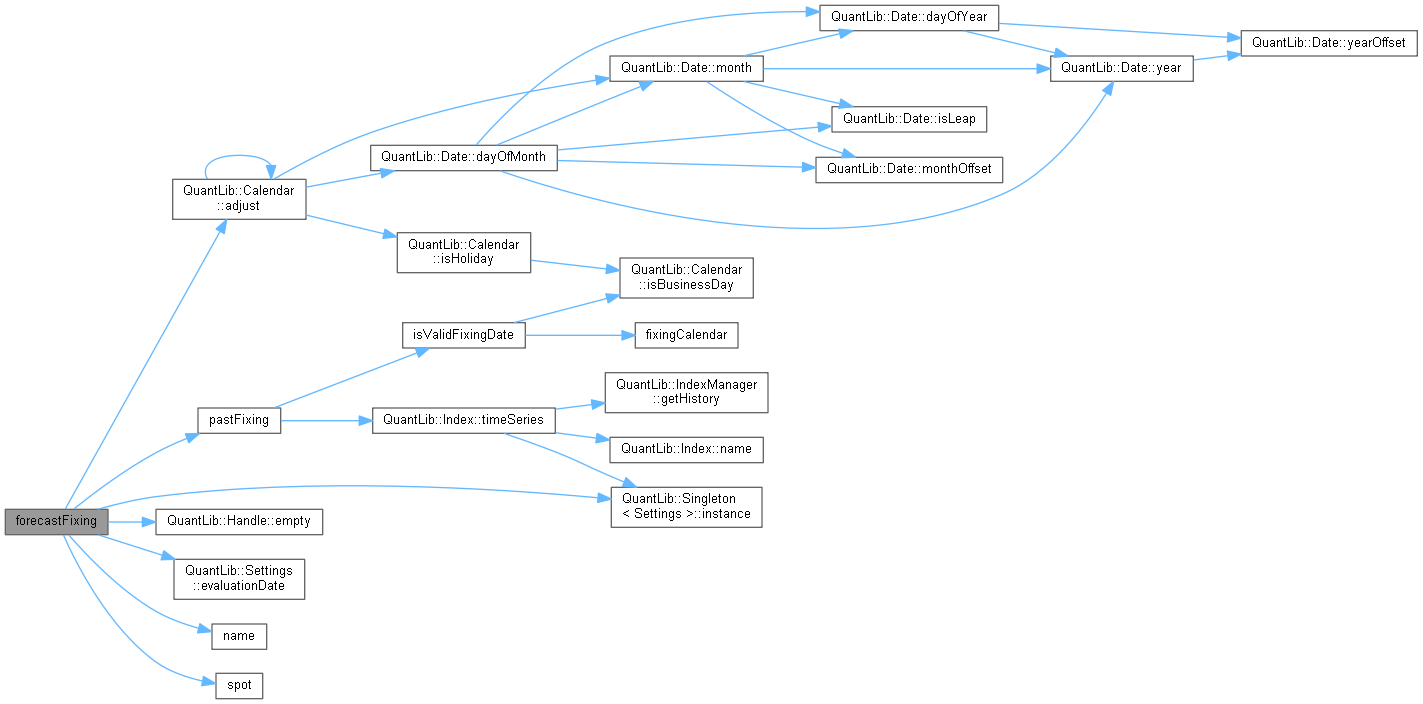 QuantLib::Date::dayOfYear
QuantLib::Date::yearOffset
QuantLib::Date::month
QuantLib::Date::year
QuantLib::Date::isLeap
QuantLib::Date::dayOfMonth
QuantLib::Date::monthOffset
QuantLib::Calendar
::adjust
QuantLib::Calendar
::isHoliday
QuantLib::Calendar
::isBusinessDay
isValidFixingDate
fixingCalendar
QuantLib::IndexManager
::getHistory
pastFixing
QuantLib::Index::timeSeries
QuantLib::Index::name
QuantLib::Singleton
< Settings >::instance
forecastFixing
QuantLib::Handle::empty
QuantLib::Settings
::evaluationDate
name
spot